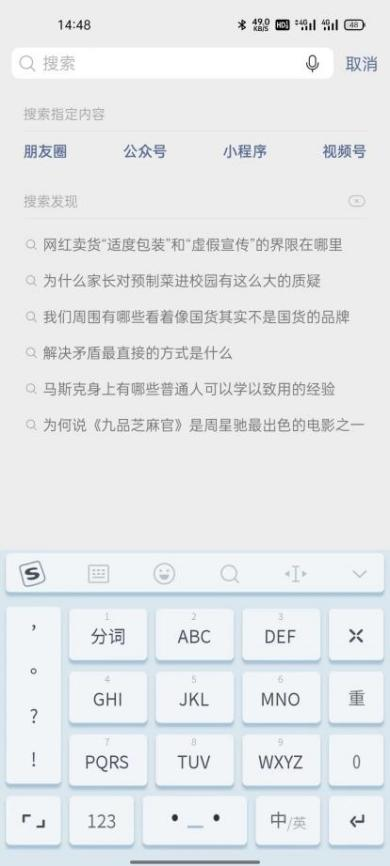 14:48
49.0 KB/S HD 4G 4G 48
搜索
取消
搜索指定内容
朋友圈 公众号 小程序 视频号
搜索发现
网红卖货“适度包装”和“虚假宣传”的界限在哪里
为什么家长对预制菜进校园有这么大的质疑
我们周围有哪些看着像国货其实不是国货的品牌
解决矛盾最直接的方式是什么
马斯克身上有哪些普通人可以学以致用的经验
为何说《九品芝麻官》是周星驰最出色的电影之一
S
, 1 分词 2 ABC 3 DEF
。 4 GHI 5 JKL 6 MNO 重
?
! 7 PQRS 8 TUV 9 WXYZ 0
123 中/英